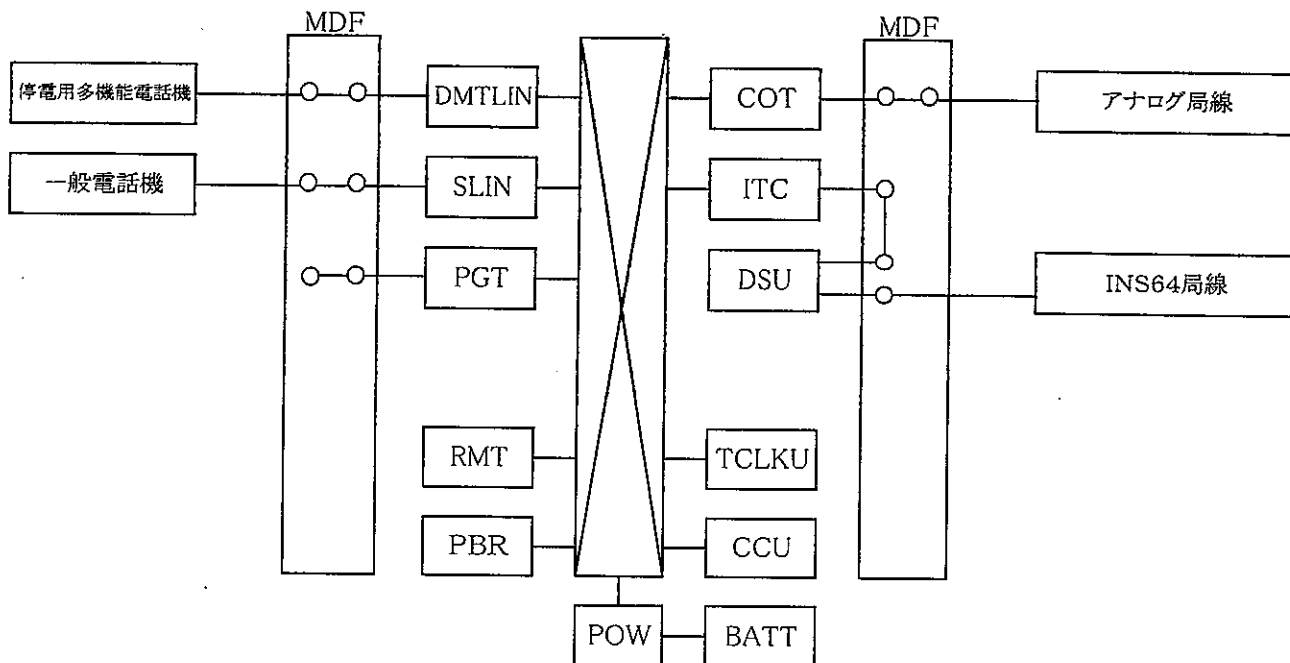 MDF
MDF
停電用多機能電話機
DMTLIN
COT
アナログ局線
一般電話機
SLIN
ITC
PGT
DSU
INS64局線
RMT
TCLKU
PBR
CCU
POW
BATT